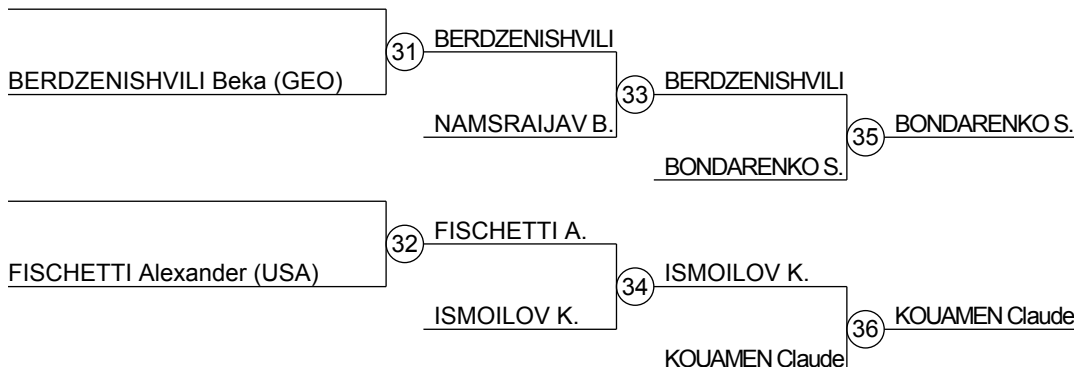 31
BERDZENISHVILI
BERDZENISHVILI Beka (GEO)
33
BERDZENISHVILI
NAMSRAIJAV B.
35
BONDARENKO S.
BONDARENKO S.
32
FISCHETTI A.
FISCHETTI Alexander (USA)
34
ISMOILOV K.
ISMOILOV K.
36
KOUAMEN Claude
KOUAMEN Claude